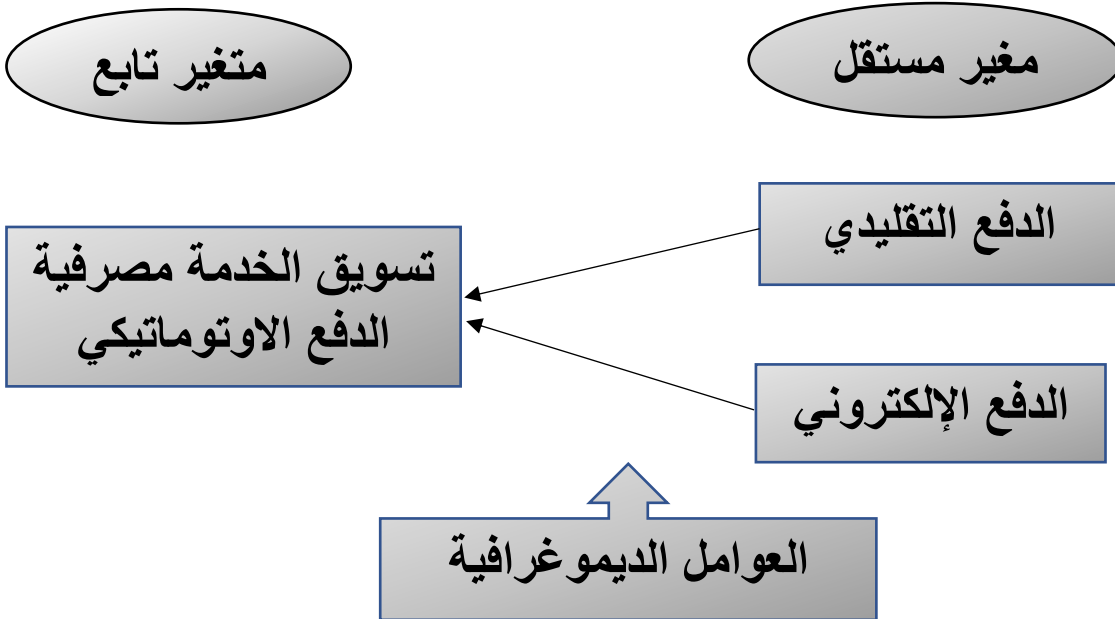 مغير مستقل
متغير تابع
الدفع التقليدي
تسويق الخدمة مصرفية
الدفع الاوتوماتيكي
الدفع الإلكتروني
العوامل الديموغرافية